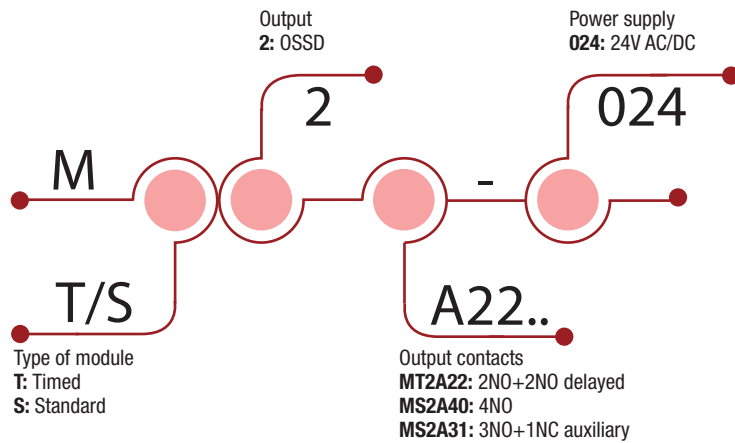 Output
2: OSSD
Power supply
024: 24V AC/DC
2
024
M
-
T/S
A22..
Type of module
T: Timed
S: Standard
Output contacts
MT2A22: 2NO+2NO delayed
MS2A40: 4NO
MS2A31: 3NO+1NC auxiliary